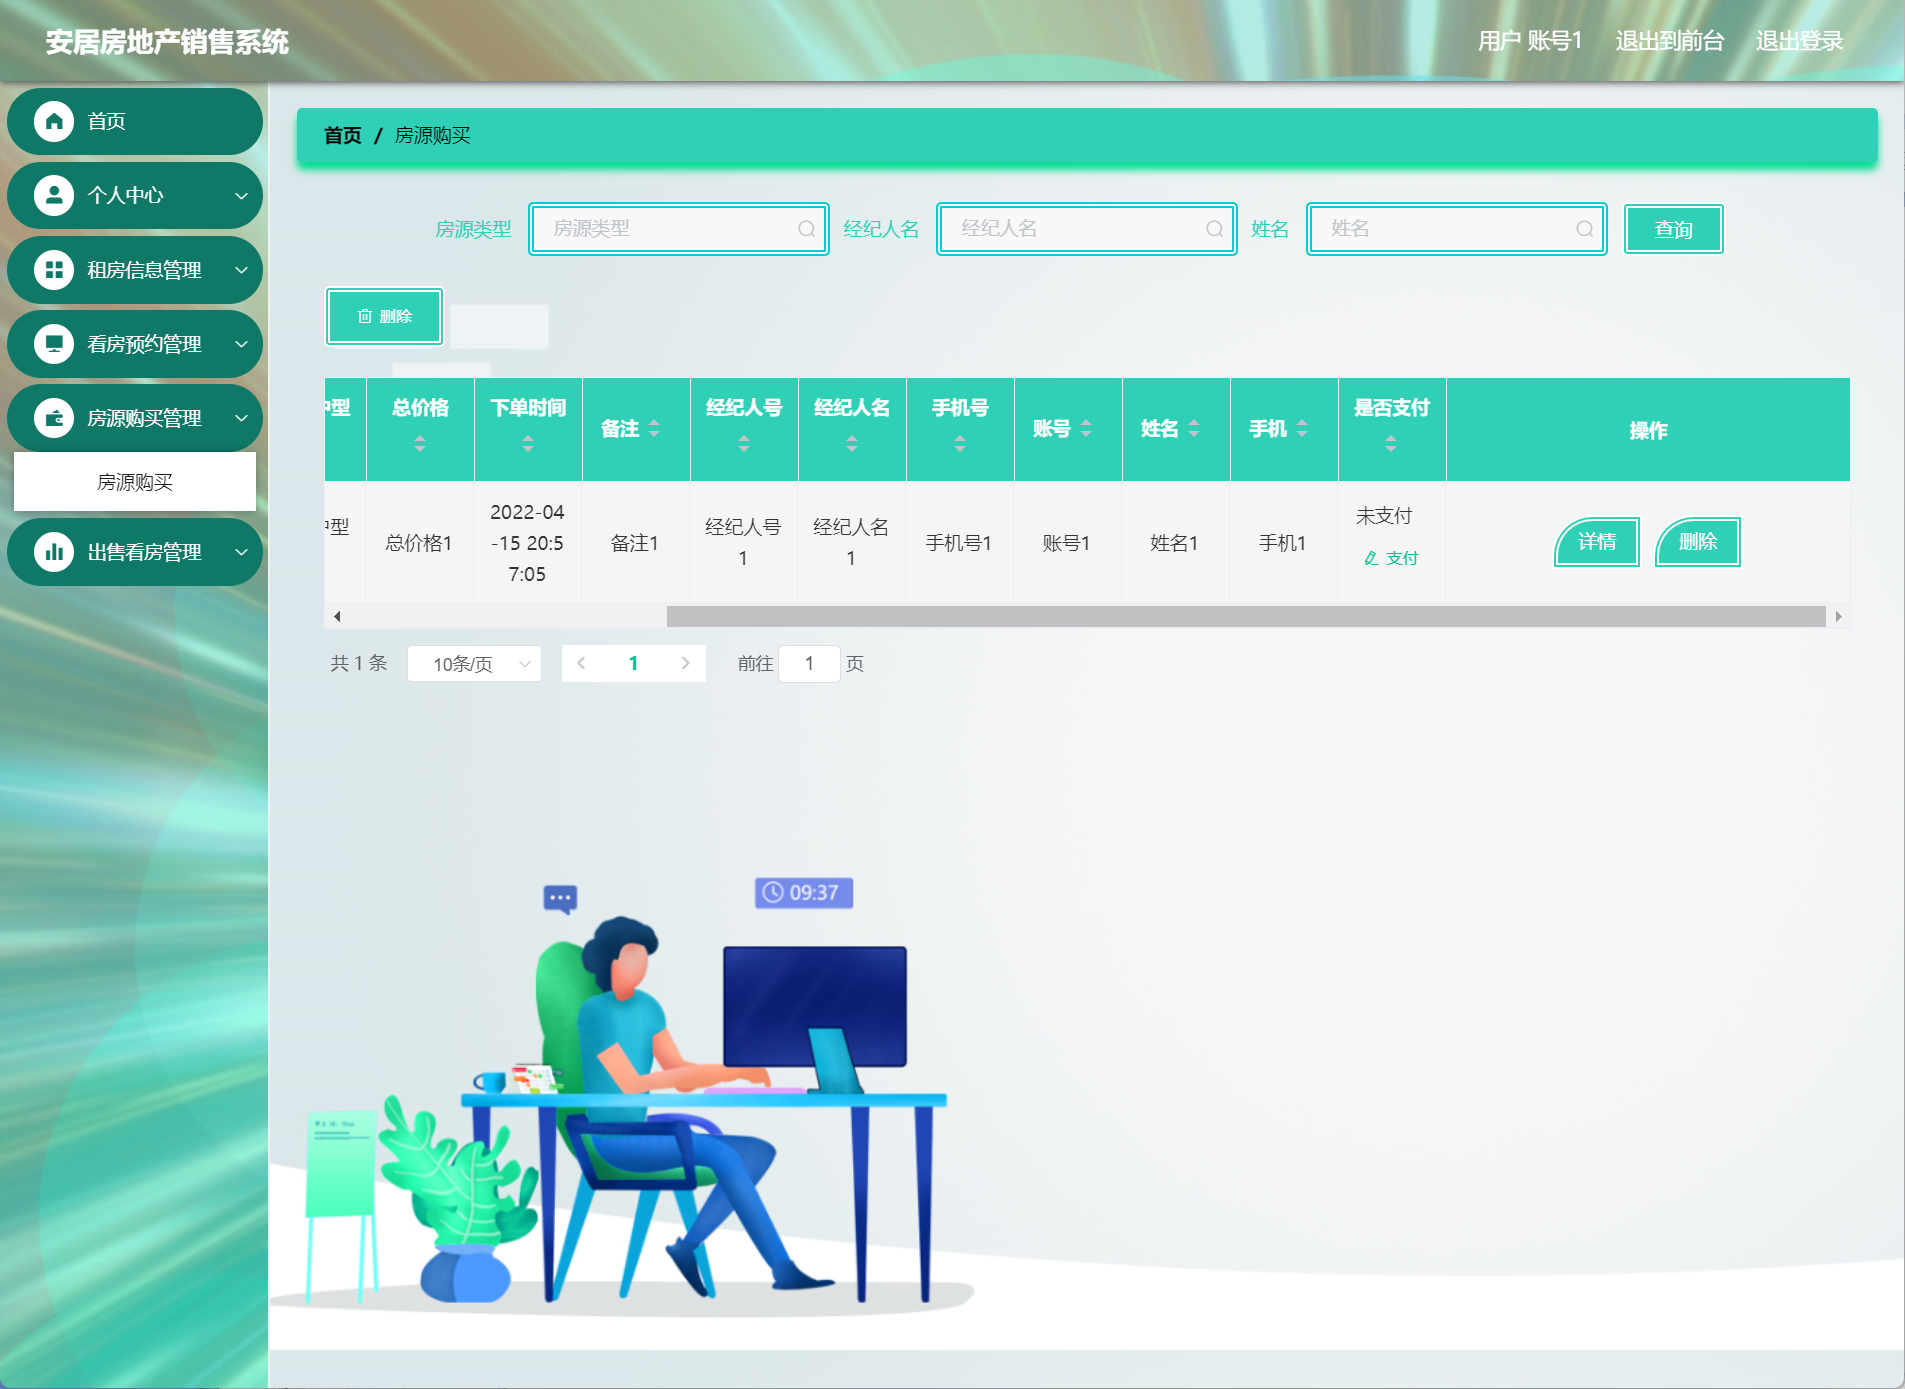 安居房地产销售系统
用户 账号1 退出到前台 退出登录
首页
个人中心
租房信息管理
看房预约管理
房源购买管理
房源购买
出售看房管理
首页 / 房源购买
房源类型 房源类型 经纪人名 经纪人名 姓名 姓名 查询
删除
户型 总价格 下单时间 备注 经纪人号 经纪人名 手机号 账号 姓名 手机 是否支付 操作
户型 总价格1 2022-04-15 20:57:05 备注1 经纪人号1 经纪人名1 手机号1 账号1 姓名1 手机1 未支付 支付 详情 删除
共 1 条 10条/页 1 前往 1 页
09:37